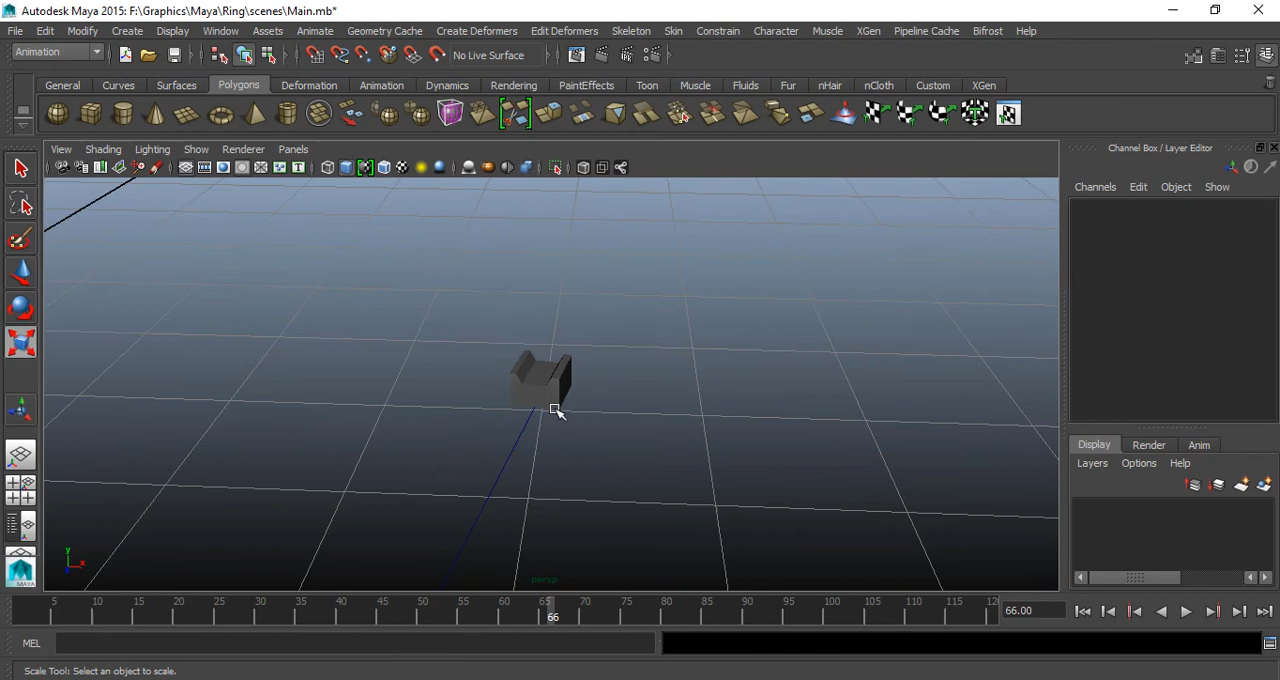 Autodesk Maya 2015: F:\Graphics\Maya\Ring\scenes\Main.mb*
File Edit Modify Create Display Window Assets Animate Geometry Cache Create Deformers Edit Deformers Skeleton Skin Constrain Character Muscle XGen Pipeline Cache Bifrost Help
Animation No Live Surface
General Curves Surfaces Polygons Deformation Animation Dynamics Rendering PaintEffects Toon Muscle Fluids Fur nHair nCloth Custom XGen
View Shading Lighting Show Renderer Panels
Channel Box / Layer Editor
Channels Edit Object Show
Display Render Anim
Layers Options Help
y
x
persp
MAYA
5 10 15 20 25 30 35 40 45 50 55 60 65 70 75 80 85 90 95 100 105 110 115 12
66
66.00
MEL
Scale Tool: Select an object to scale.